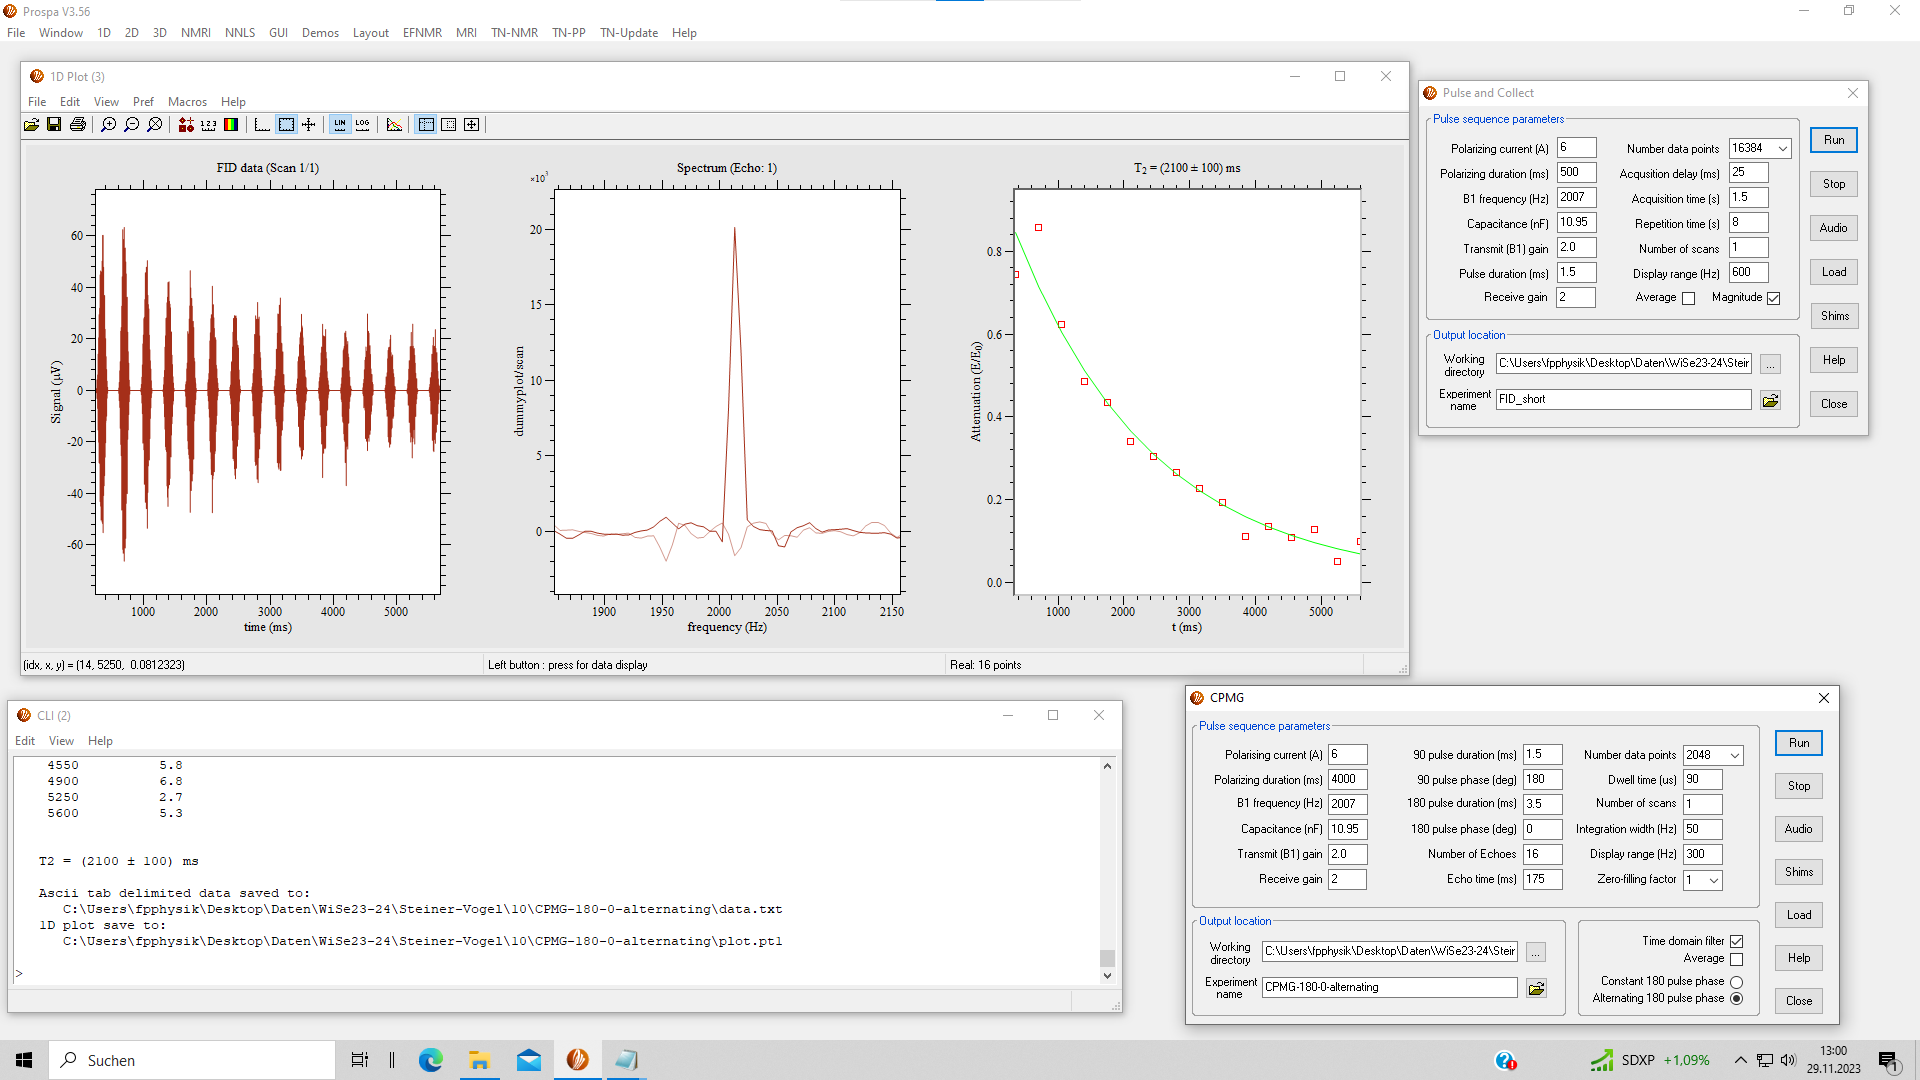 Prospa V3.56
File Window 1D 2D 3D NMRI NNLS GUI Demos Layout EFNMR MRI TN-NMR TN-PP TN-Update Help
1D Plot (3)
File Edit View Pref Macros Help
1 2 3
LIN
LOG
FID data (Scan 1/1)
Signal (μV)
60
40
20
0
-20
-40
-60
1000 2000 3000 4000 5000
time (ms)
Spectrum (Echo: 1)
×10³
dummyplot/scan
20
15
10
5
0
1900 1950 2000 2050 2100 2150
frequency (Hz)
T₂ = (2100 ± 100) ms
Attenuation (E/E₀)
0.8
0.6
0.4
0.2
0.0
1000 2000 3000 4000 5000
t (ms)
(idx, x, y) = (14, 5250, 0.0812323)
Left button : press for data display
Real: 16 points
Pulse and Collect
Pulse sequence parameters
Polarizing current (A) 6
Polarizing duration (ms) 500
B1 frequency (Hz) 2007
Capacitance (nF) 10.95
Transmit (B1) gain 2.0
Pulse duration (ms) 1.5
Receive gain 2
Number data points 16384
Acqusition delay (ms) 25
Acquisition time (s) 1.5
Repetition time (s) 8
Number of scans 1
Display range (Hz) 600
Average Magnitude
Output location
Working directory C:\Users\fpphysik\Desktop\Daten\WiSe23-24\Steir
...
Experiment name FID_short
Run
Stop
Audio
Load
Shims
Help
Close
CLI (2)
Edit View Help
4550 5.8
4900 6.8
5250 2.7
5600 5.3
T2 = (2100 ± 100) ms
Ascii tab delimited data saved to:
C:\Users\fpphysik\Desktop\Daten\WiSe23-24\Steiner-Vogel\10\CPMG-180-0-alternating\data.txt
1D plot save to:
C:\Users\fpphysik\Desktop\Daten\WiSe23-24\Steiner-Vogel\10\CPMG-180-0-alternating\plot.pt1
>
CPMG
Pulse sequence parameters
Polarising current (A) 6
Polarizing duration (ms) 4000
B1 frequency (Hz) 2007
Capacitance (nF) 10.95
Transmit (B1) gain 2.0
Receive gain 2
90 pulse duration (ms) 1.5
90 pulse phase (deg) 180
180 pulse duration (ms) 3.5
180 pulse phase (deg) 0
Number of Echoes 16
Echo time (ms) 175
Number data points 2048
Dwell time (us) 90
Number of scans 1
Integration width (Hz) 50
Display range (Hz) 300
Zero-filling factor 1
Output location
Working directory C:\Users\fpphysik\Desktop\Daten\WiSe23-24\Steir
...
Experiment name CPMG-180-0-alternating
Time domain filter
Average
Constant 180 pulse phase
Alternating 180 pulse phase
Run
Stop
Audio
Shims
Load
Help
Close
Suchen
SDXP +1,09%
13:00
29.11.2023
1